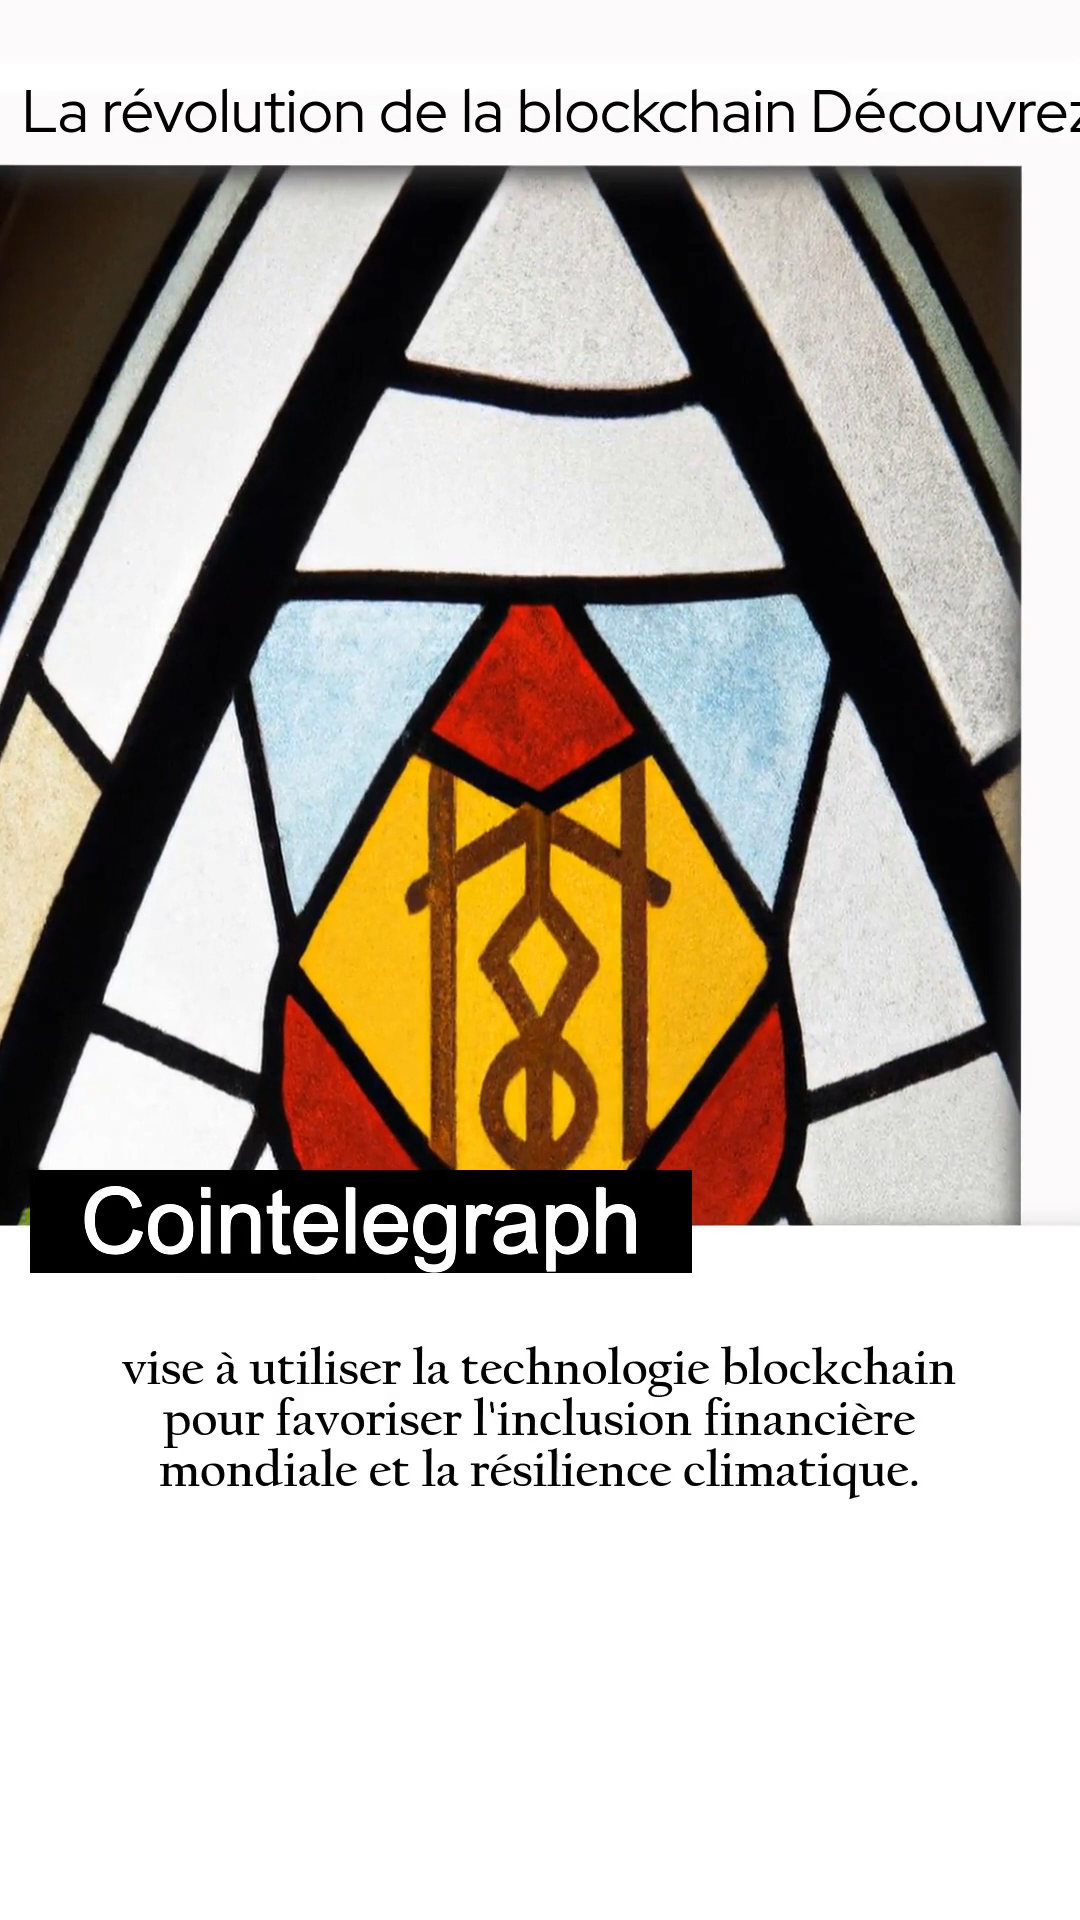 La révolution de la blockchain Découvrez
Cointelegraph
vise à utiliser la technologie blockchain
pour favoriser l'inclusion financière
mondiale et la résilience climatique.